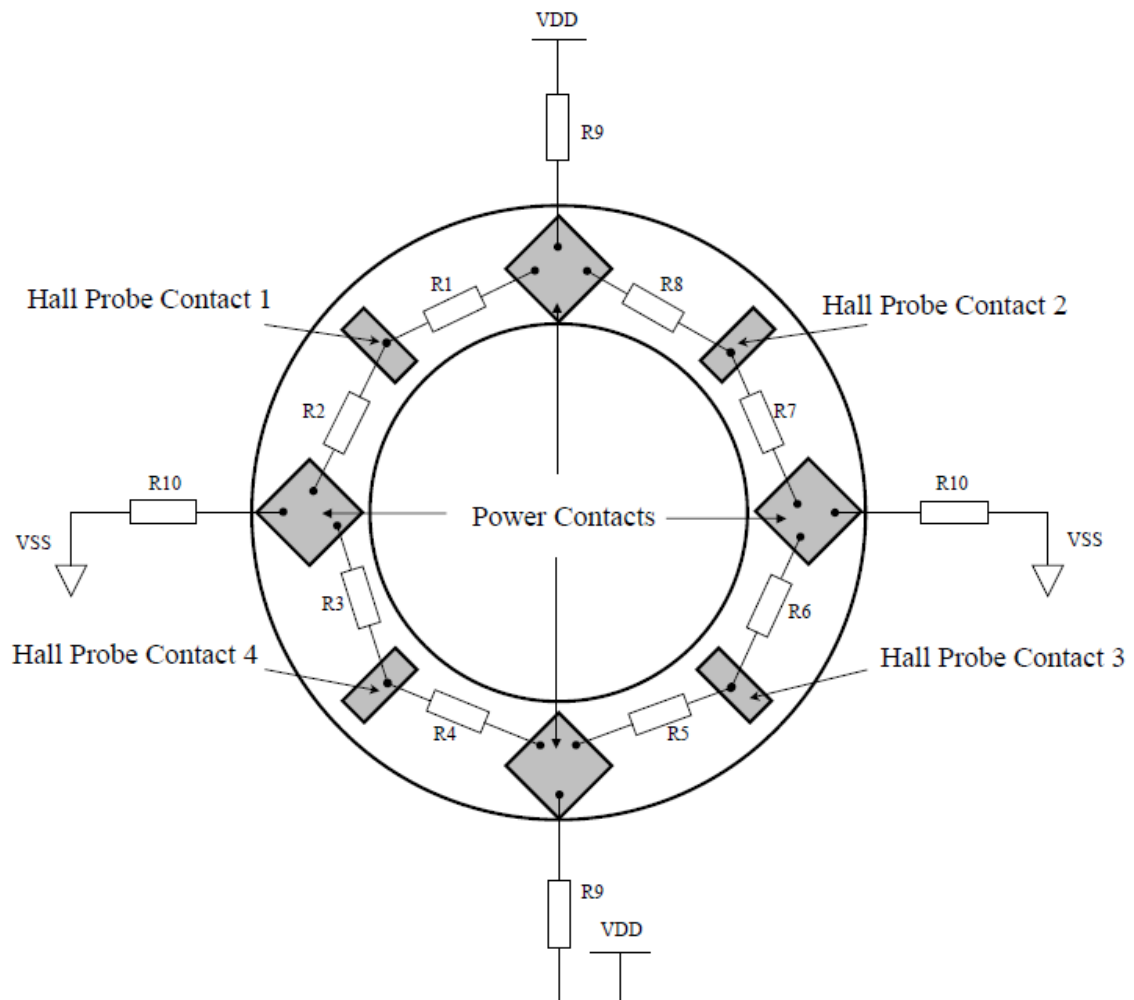 VDD
R9
R1
R8
Hall Probe Contact 1
Hall Probe Contact 2
R2
R7
R10
R10
Power Contacts
VSS
VSS
R3
R6
Hall Probe Contact 4
Hall Probe Contact 3
R4
R5
R9
VDD